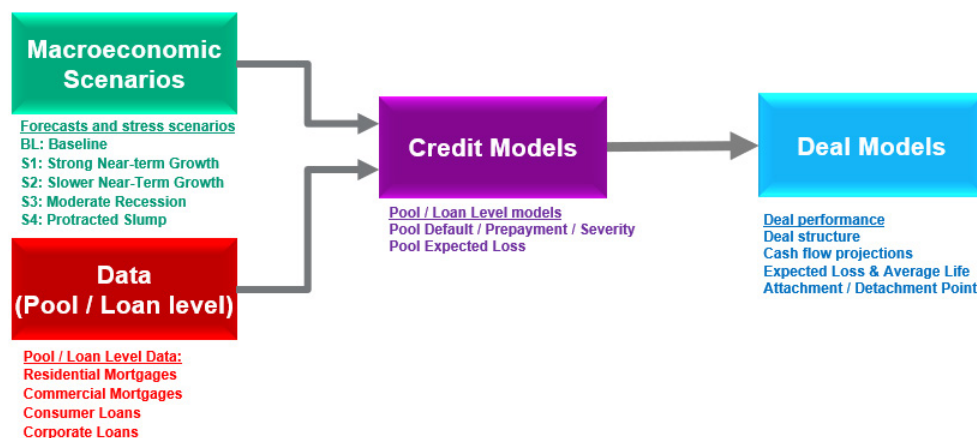 Macroeconomic
Scenarios
Forecasts and stress scenarios
BL: Baseline
S1: Strong Near-term Growth
S2: Slower Near-Term Growth
S3: Moderate Recession
S4: Protracted Slump
Data
(Pool / Loan level)
Pool / Loan Level Data:
Residential Mortgages
Commercial Mortgages
Consumer Loans
Corporate Loans
Credit Models
Pool / Loan Level models
Pool Default / Prepayment / Severity
Pool Expected Loss
Deal Models
Deal performance
Deal structure
Cash flow projections
Expected Loss & Average Life
Attachment / Detachment Point